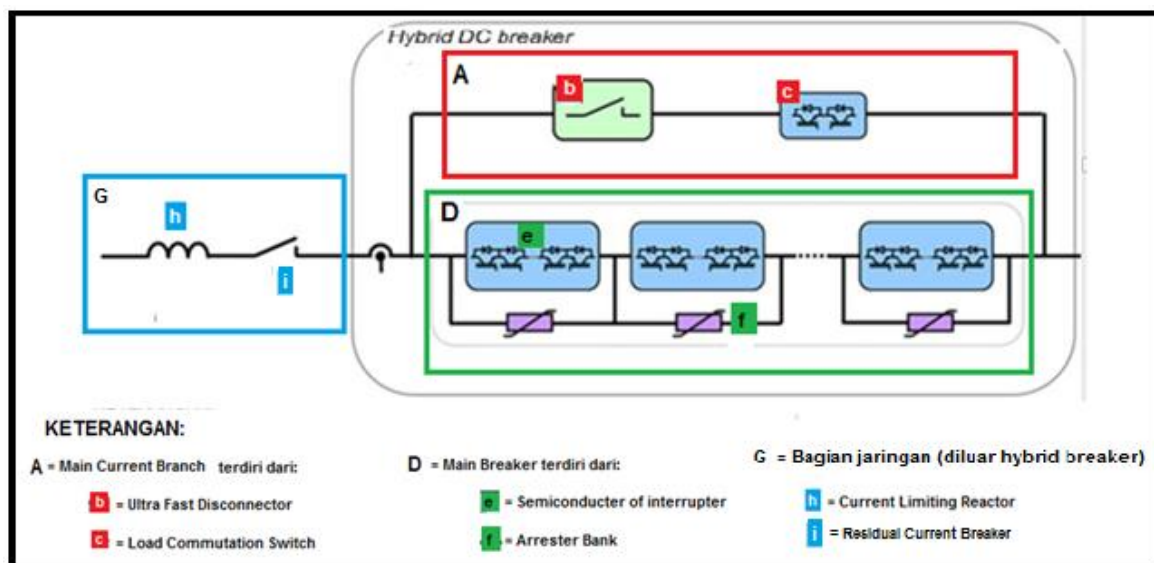 Hybrid DC breaker
A
b
c
G
h
i
D
e
f
KETERANGAN:
A = Main Current Branch terdiri dari:
b = Ultra Fast Disconnector
c = Load Commutation Switch
D = Main Breaker terdiri dari:
e = Semiconducter of interrupter
f = Arrester Bank
G = Bagian jaringan (diluar hybrid breaker)
h = Current Limiting Reactor
i = Residual Current Breaker